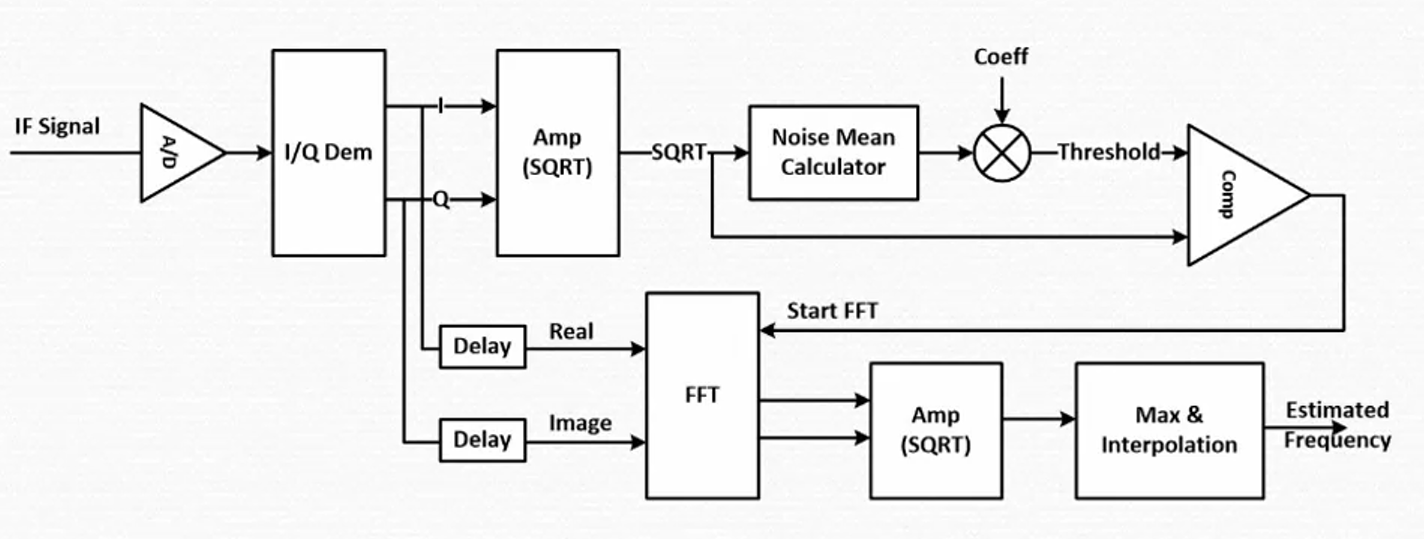 Coeff
IF Signal
A/D
I/Q Dem
I
Q
Amp
(SQRT)
SQRT
Noise Mean
Calculator
Threshold
Comp
Start FFT
Delay
Real
FFT
Delay
Image
Amp
(SQRT)
Max &
Interpolation
Estimated
Frequency